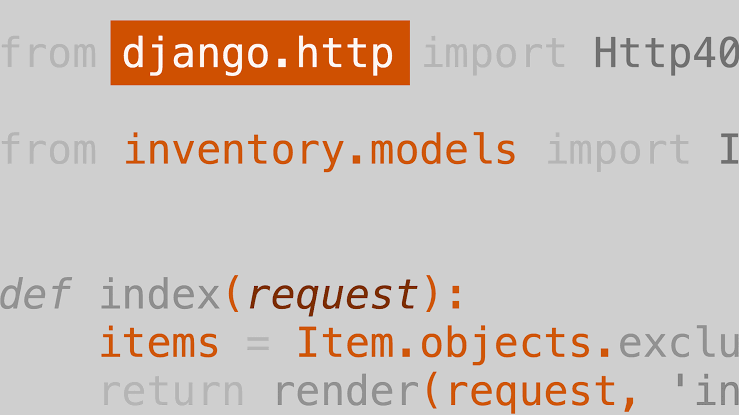 from django.http import Http40
from inventory.models import I
def index(request):
items = Item.objects.exclu
return render(request, 'in